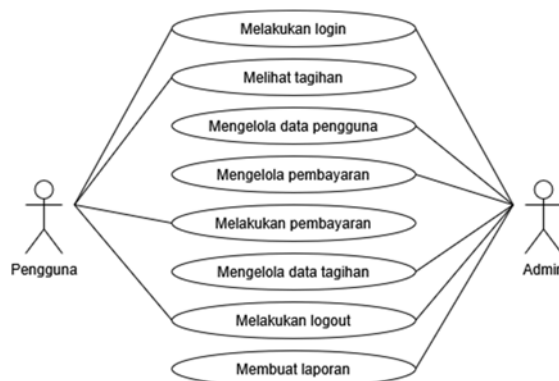 Melakukan login
Melihat tagihan
Mengelola data pengguna
Mengelola pembayaran
Melakukan pembayaran
Pengguna
Mengelola data tagihan
Admin
Melakukan logout
Membuat laporan